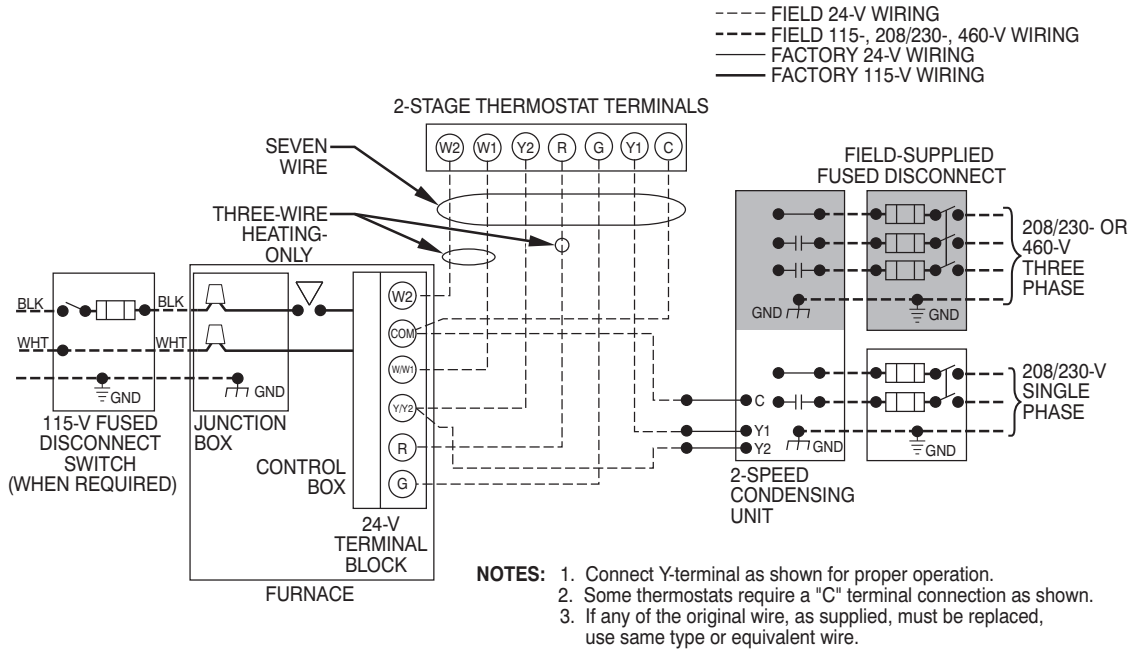 FIELD 24-V WIRING
FIELD 115-, 208/230-, 460-V WIRING
FACTORY 24-V WIRING
FACTORY 115-V WIRING
2-STAGE THERMOSTAT TERMINALS
W2 W1 Y2 R G Y1 C
SEVEN
WIRE
THREE-WIRE
HEATING-
ONLY
FIELD-SUPPLIED
FUSED DISCONNECT
208/230- OR
460-V
THREE
PHASE
GND
GND
BLK
BLK
WHT
WHT
GND
GND
115-V FUSED
DISCONNECT
SWITCH
(WHEN REQUIRED)
JUNCTION
BOX
CONTROL
BOX
W2
COM
W/W1
Y/Y2
R
G
24-V
TERMINAL
BLOCK
FURNACE
C
Y1
Y2
GND
GND
208/230-V
SINGLE
PHASE
2-SPEED
CONDENSING
UNIT
NOTES: 1. Connect Y-terminal as shown for proper operation.
2. Some thermostats require a "C" terminal connection as shown.
3. If any of the original wire, as supplied, must be replaced,
use same type or equivalent wire.